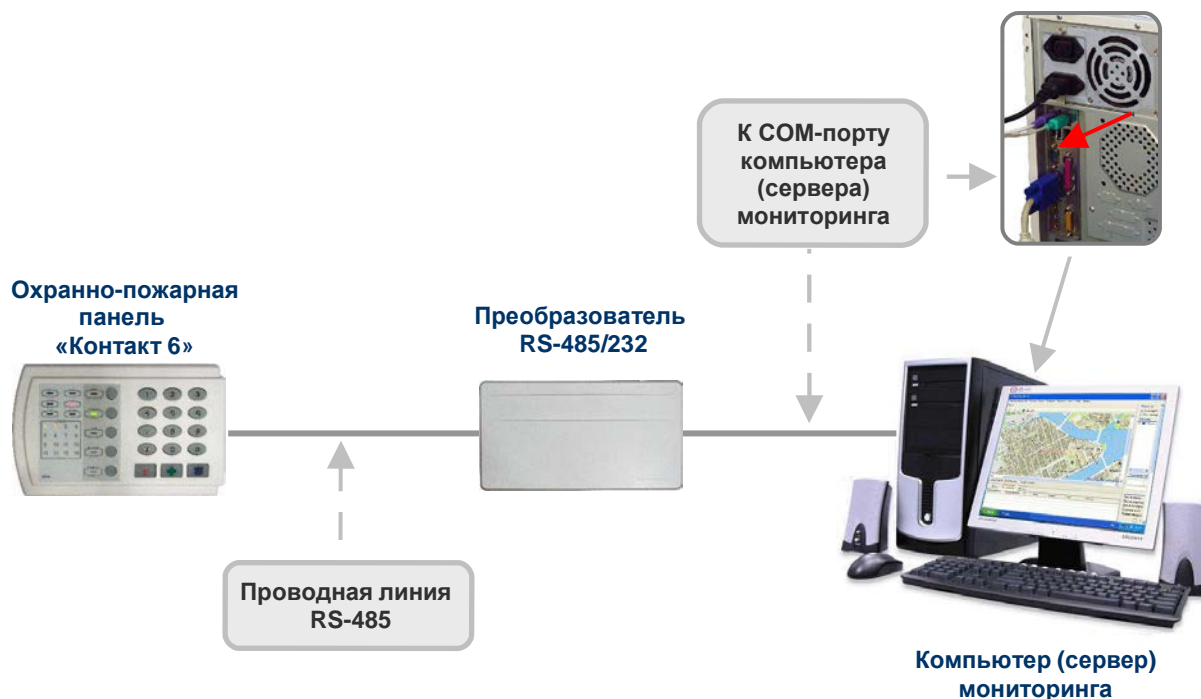 К COM-порту
компьютера
(сервера)
мониторинга
Охранно-пожарная
панель
«Контакт 6»
Преобразователь
RS-485/232
Проводная линия
RS-485
Компьютер (сервер)
мониторинга